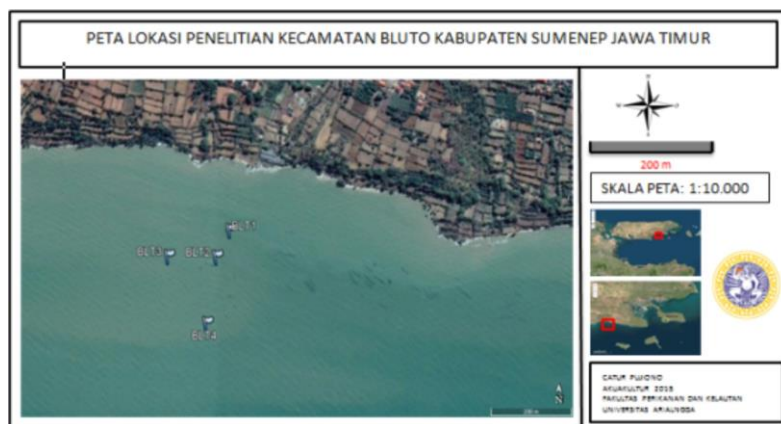 PETA LOKASI PENELITIAN KECAMATAN BLUTO KABUPATEN SUMENEP JAWA TIMUR
BLT1
BLT3
BLT2
BLT4
N
200 m
SKALA PETA: 1:10.000
CATUR PUJIONO
AKUAKULTUR 2015
FAKULTAS PERIKANAN DAN KELAUTAN
UNIVERSITAS